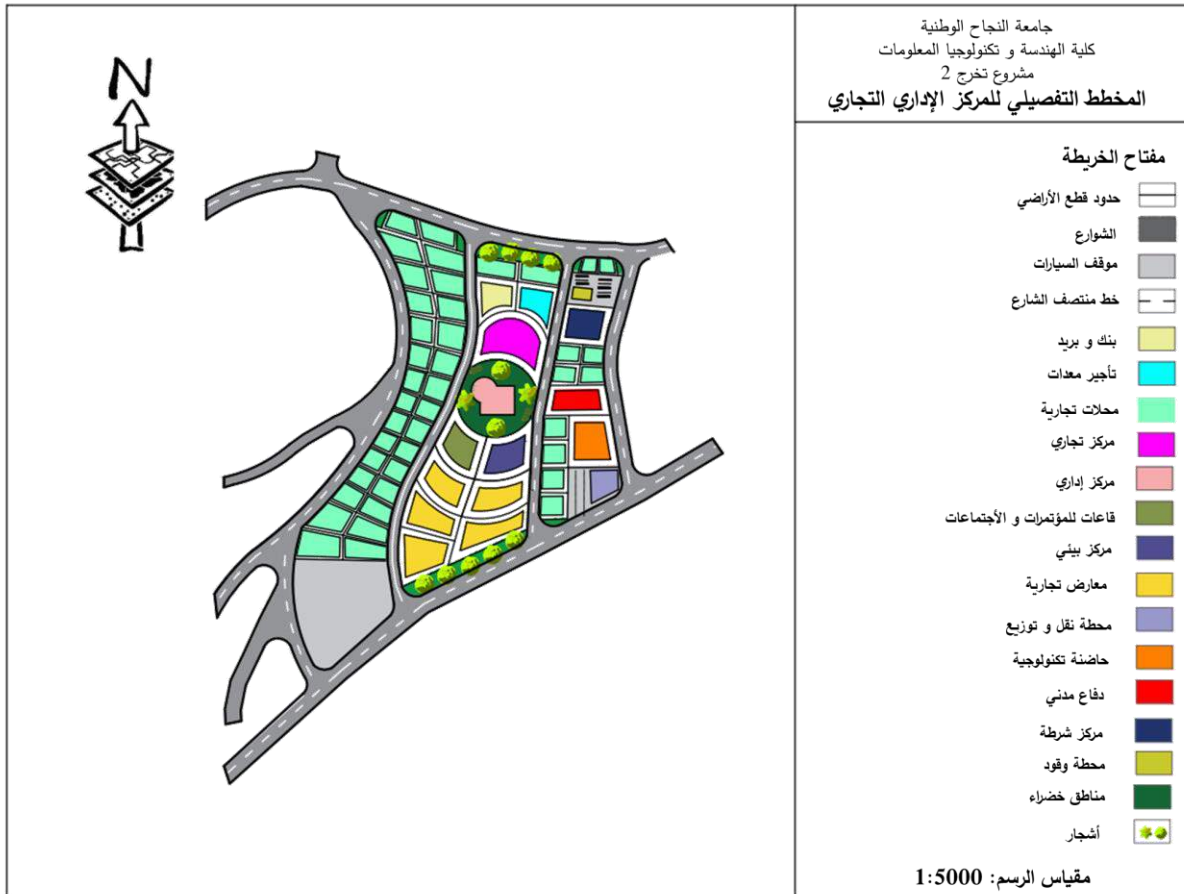 جامعة النجاح الوطنية
كلية الهندسة و تكنولوجيا المعلومات
مشروع تخرج 2
المخطط التفصيلي للمركز الإداري التجاري
N
مفتاح الخريطة
حدود قطع الأراضي
الشوارع
موقف السيارات
خط منتصف الشارع
بنك و بريد
تأجير معدات
محلات تجارية
مركز تجاري
مركز إداري
قاعات للمؤتمرات و الأجتماعات
مركز بيئي
معارض تجارية
محطة نقل و توزيع
حاضنة تكنولوجية
دفاع مدني
مركز شرطة
محطة وقود
مناطق خضراء
أشجار
مقياس الرسم: 1:5000